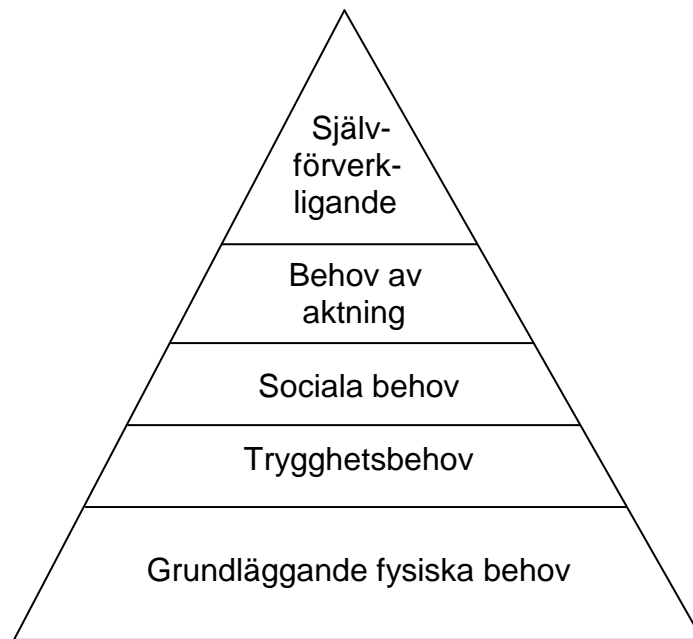 Själv-
förverk-
ligande
Behov av
aktning
Sociala behov
Trygghetsbehov
Grundläggande fysiska behov